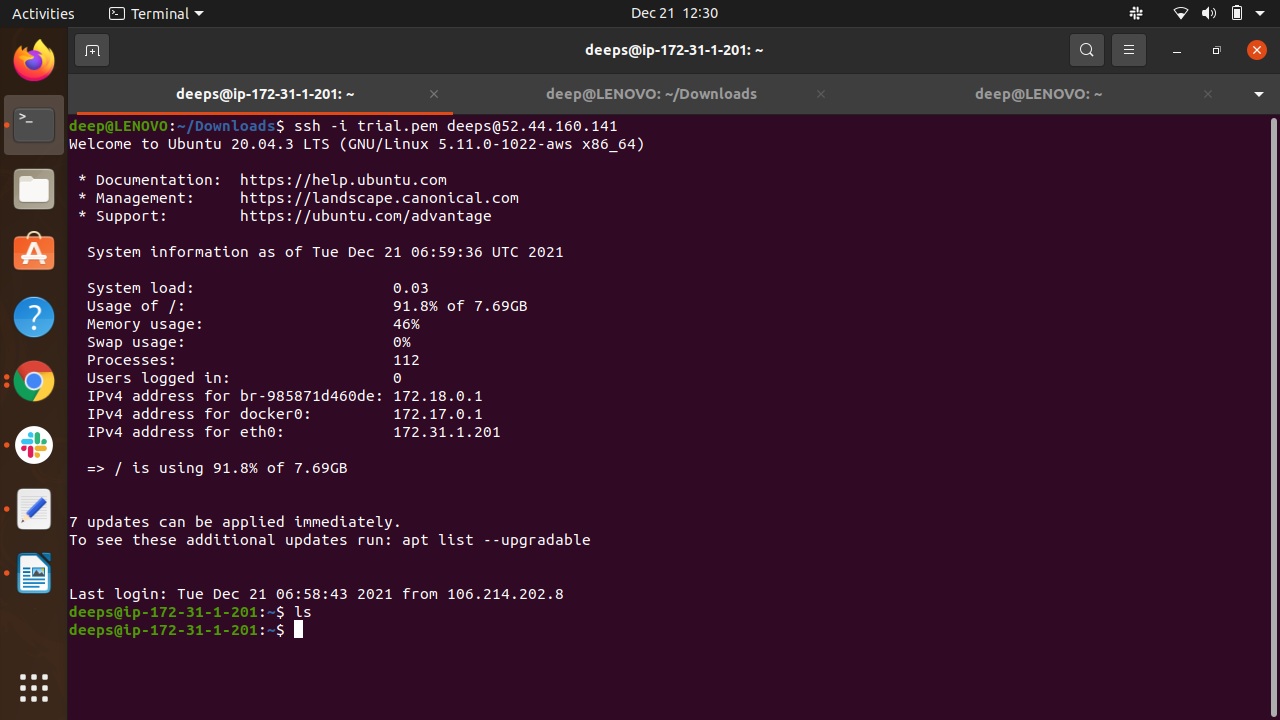 Activities Terminal Dec 21 12:30
deeps@ip-172-31-1-201: ~
deeps@ip-172-31-1-201: ~ deep@LENOVO: ~/Downloads deep@LENOVO: ~
deep@LENOVO:~/Downloads$ ssh -i trial.pem deeps@52.44.160.141
Welcome to Ubuntu 20.04.3 LTS (GNU/Linux 5.11.0-1022-aws x86_64)
* Documentation: https://help.ubuntu.com
* Management: https://landscape.canonical.com
* Support: https://ubuntu.com/advantage
System information as of Tue Dec 21 06:59:36 UTC 2021
System load: 0.03
Usage of /: 91.8% of 7.69GB
Memory usage: 46%
Swap usage: 0%
Processes: 112
Users logged in: 0
IPv4 address for br-985871d460de: 172.18.0.1
IPv4 address for docker0: 172.17.0.1
IPv4 address for eth0: 172.31.1.201
=> / is using 91.8% of 7.69GB
7 updates can be applied immediately.
To see these additional updates run: apt list --upgradable
Last login: Tue Dec 21 06:58:43 2021 from 106.214.202.8
deeps@ip-172-31-1-201:~$ ls
deeps@ip-172-31-1-201:~$